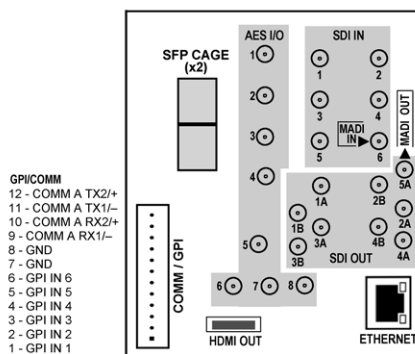 AES I/O
SDI IN
SFP CAGE
(x2)
1
2
3
4
5
6
7
8
1
2
3
4
5
6
MADI
IN
MADI OUT
5A
1A
2B
1B
2A
3A
4B
3B
4A
SDI OUT
GPI/COMM
12 - COMM A TX2/+
11 - COMM A TX1/–
10 - COMM A RX2/+
9 - COMM A RX1/–
8 - GND
7 - GND
6 - GPI IN 6
5 - GPI IN 5
4 - GPI IN 4
3 - GPI IN 3
2 - GPI IN 2
1 - GPI IN 1
COMM / GPI
HDMI OUT
ETHERNET